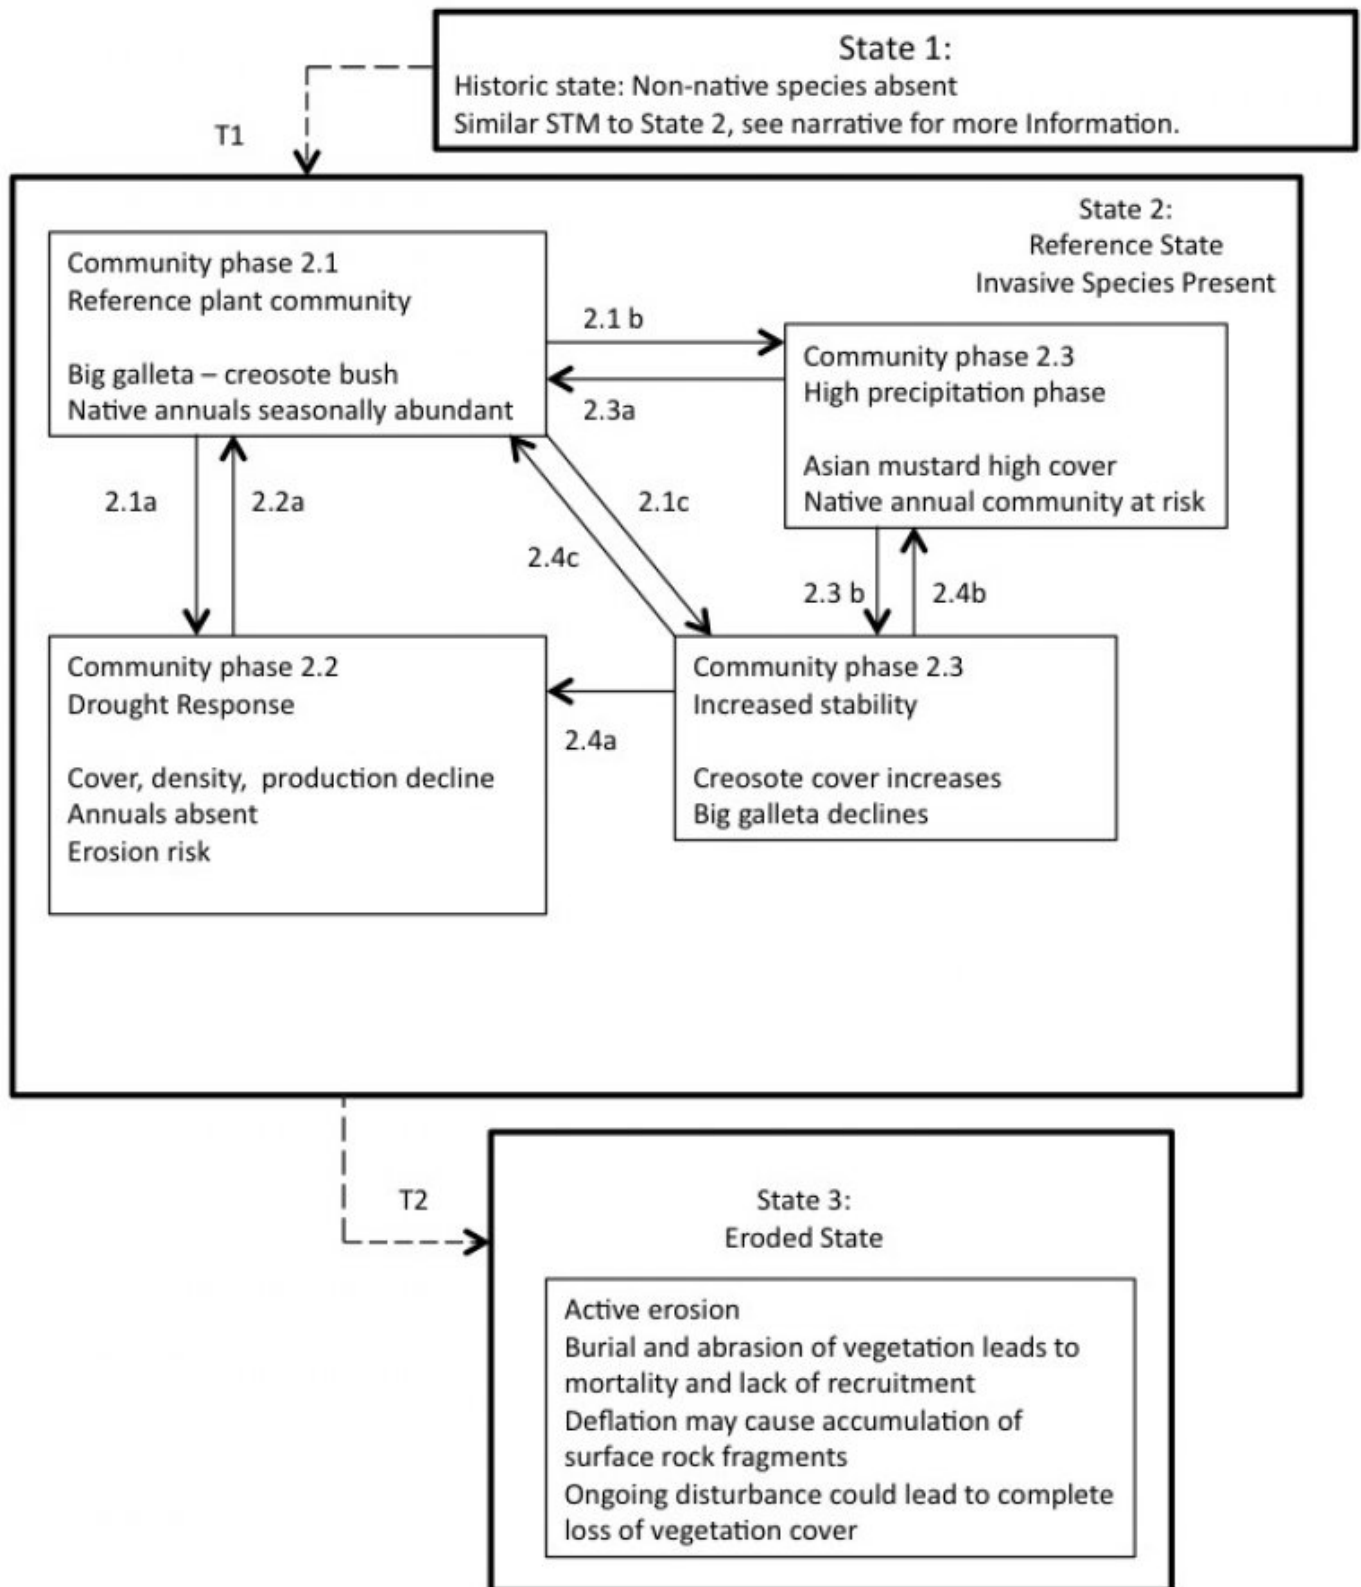 State 1:
Historic state: Non-native species absent
Similar STM to State 2, see narrative for more Information.
T1
State 2:
Reference State
Invasive Species Present
Community phase 2.1
Reference plant community
Big galleta – creosote bush
Native annuals seasonally abundant
2.1 b
2.3a
Community phase 2.3
High precipitation phase
Asian mustard high cover
Native annual community at risk
2.1a
2.2a
2.1c
2.4c
2.3 b
2.4b
Community phase 2.2
Drought Response
Cover, density, production decline
Annuals absent
Erosion risk
2.4a
Community phase 2.3
Increased stability
Creosote cover increases
Big galleta declines
T2
State 3:
Eroded State
Active erosion
Burial and abrasion of vegetation leads to
mortality and lack of recruitment
Deflation may cause accumulation of
surface rock fragments
Ongoing disturbance could lead to complete
loss of vegetation cover